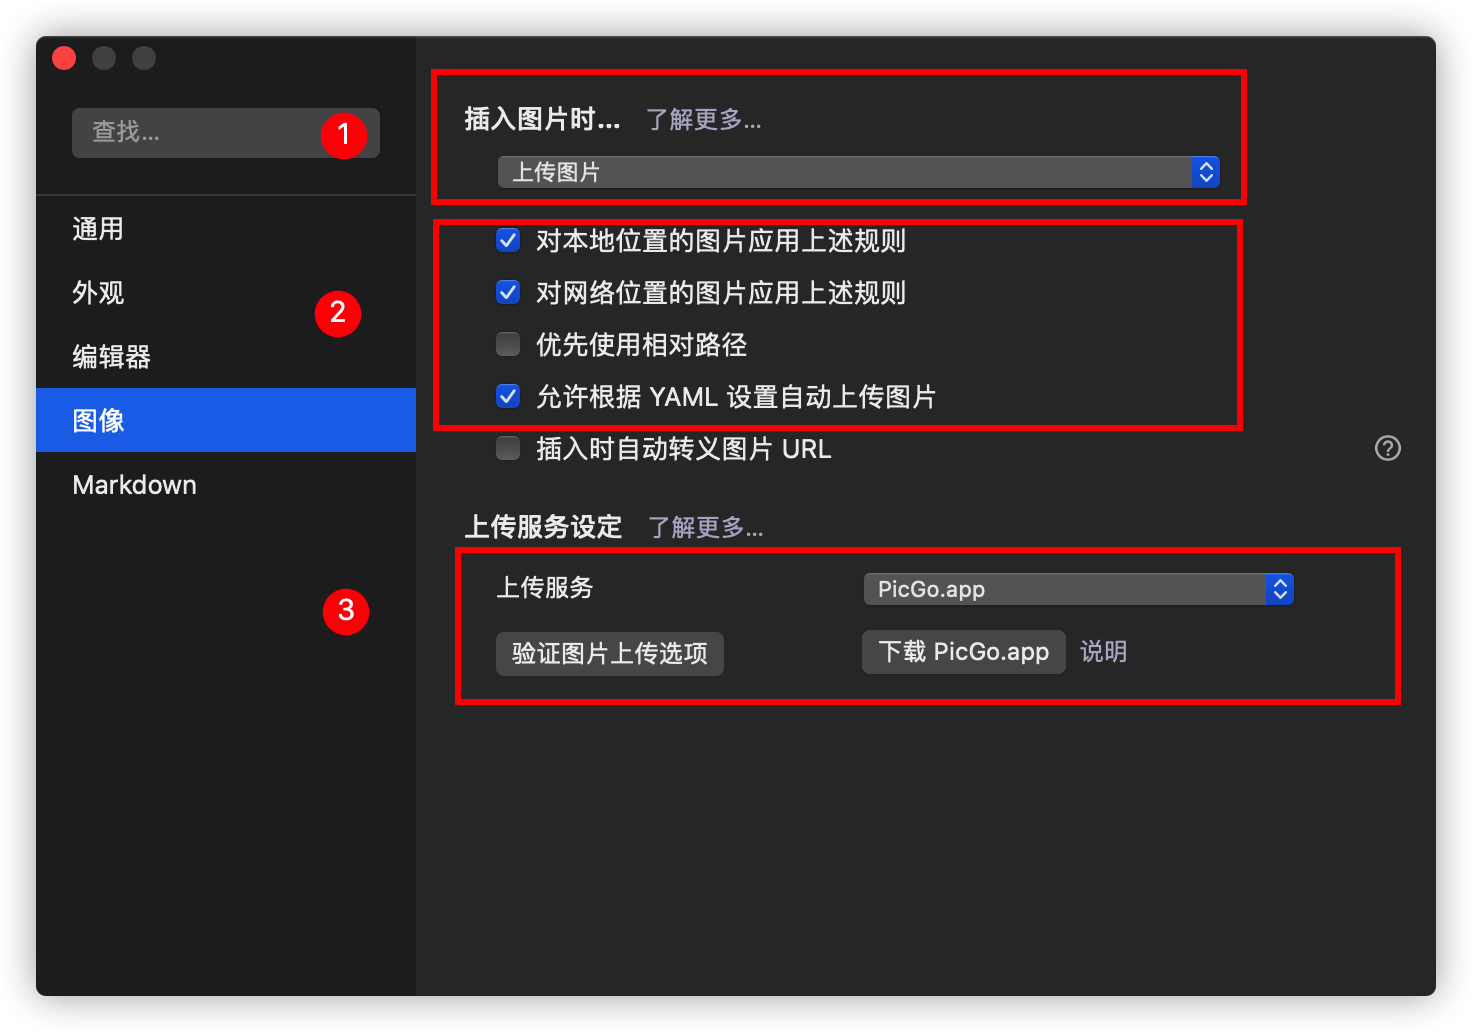 查找...
1
通用
外观
2
编辑器
图像
Markdown
3
插入图片时... 了解更多...
上传图片
对本地位置的图片应用上述规则
对网络位置的图片应用上述规则
优先使用相对路径
允许根据 YAML 设置自动上传图片
插入时自动转义图片 URL
?
上传服务设定 了解更多...
上传服务 PicGo.app
验证图片上传选项 下载 PicGo.app 说明